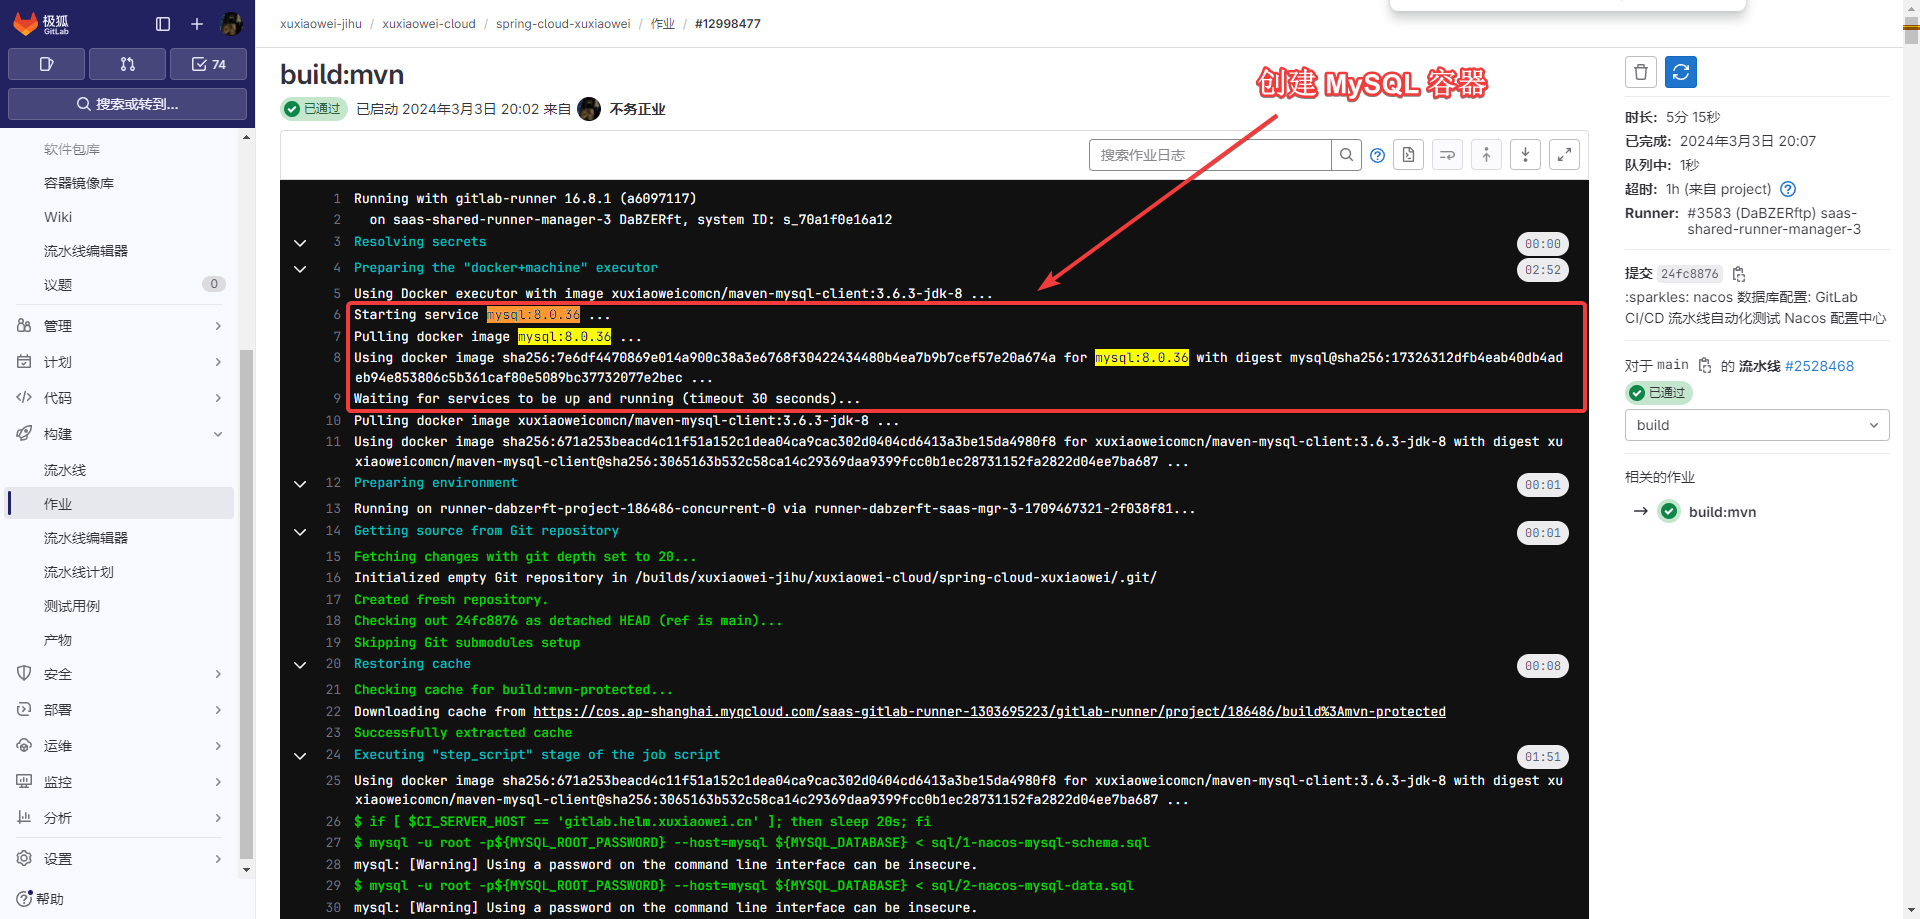 极狐
GitLab
74
搜索或转到...
软件包库
容器镜像库
Wiki
流水线编辑器
议题
0
管理
计划
代码
构建
流水线
作业
流水线编辑器
流水线计划
测试用例
产物
安全
部署
运维
监控
分析
设置
帮助
xuxiaowei-jihu / xuxiaowei-cloud / spring-cloud-xuxiaowei / 作业 / #12998477
build:mvn
已通过 已启动 2024年3月3日 20:02 来自 不务正业
创建 MySQL 容器
搜索作业日志
1 Running with gitlab-runner 16.8.1 (a6097117)
2 on saas-shared-runner-manager-3 DaBZERft, system ID: s_70a1f0e16a12
3 Resolving secrets 00:00
4 Preparing the "docker+machine" executor 02:52
5 Using Docker executor with image xuxiaoweicomcn/maven-mysql-client:3.6.3-jdk-8 ...
6 Starting service mysql:8.0.36 ...
7 Pulling docker image mysql:8.0.36 ...
8 Using docker image sha256:7e6df4470869e014a900c38a3e6768f30422434480b4ea7b9b7cef57e20a674a for mysql:8.0.36 with digest mysql@sha256:17326312dfb4eab40db4ad
eb94e853806c5b361caf80e5089bc37732077e2bec ...
9 Waiting for services to be up and running (timeout 30 seconds)...
10 Pulling docker image xuxiaoweicomcn/maven-mysql-client:3.6.3-jdk-8 ...
11 Using docker image sha256:671a253beacd4c11f51a152c1dea04ca9cac302d0404cd6413a3be15da4980f8 for xuxiaoweicomcn/maven-mysql-client:3.6.3-jdk-8 with digest xu
xiaoweicomcn/maven-mysql-client@sha256:3065163b532c58ca14c29369daa9399fcc0b1ec28731152fa2822d04ee7ba687 ...
12 Preparing environment 00:01
13 Running on runner-dabzerft-project-186486-concurrent-0 via runner-dabzerft-saas-mgr-3-1709467321-2f038f81...
14 Getting source from Git repository 00:01
15 Fetching changes with git depth set to 20...
16 Initialized empty Git repository in /builds/xuxiaowei-jihu/xuxiaowei-cloud/spring-cloud-xuxiaowei/.git/
17 Created fresh repository.
18 Checking out 24fc8876 as detached HEAD (ref is main)...
19 Skipping Git submodules setup
20 Restoring cache 00:08
21 Checking cache for build:mvn-protected...
22 Downloading cache from https://cos.ap-shanghai.myqcloud.com/saas-gitlab-runner-1303695223/gitlab-runner/project/186486/build%3Amvn-protected
23 Successfully extracted cache
24 Executing "step_script" stage of the job script 01:51
25 Using docker image sha256:671a253beacd4c11f51a152c1dea04ca9cac302d0404cd6413a3be15da4980f8 for xuxiaoweicomcn/maven-mysql-client:3.6.3-jdk-8 with digest xu
xiaoweicomcn/maven-mysql-client@sha256:3065163b532c58ca14c29369daa9399fcc0b1ec28731152fa2822d04ee7ba687 ...
26 $ if [ $CI_SERVER_HOST == 'gitlab.helm.xuxiaowei.cn' ]; then sleep 20s; fi
27 $ mysql -u root -p${MYSQL_ROOT_PASSWORD} --host=mysql ${MYSQL_DATABASE} < sql/1-nacos-mysql-schema.sql
28 mysql: [Warning] Using a password on the command line interface can be insecure.
29 $ mysql -u root -p${MYSQL_ROOT_PASSWORD} --host=mysql ${MYSQL_DATABASE} < sql/2-nacos-mysql-data.sql
30 mysql: [Warning] Using a password on the command line interface can be insecure.
时长: 5分 15秒
已完成: 2024年3月3日 20:07
队列中: 1秒
超时: 1h (来自 project)
Runner: #3583 (DaBZERftp) saas-
shared-runner-manager-3
提交 24fc8876
:sparkles: nacos 数据库配置: GitLab
CI/CD 流水线自动化测试 Nacos 配置中心
对于 main 的 流水线 #2528468
已通过
build
相关的作业
→ build:mvn